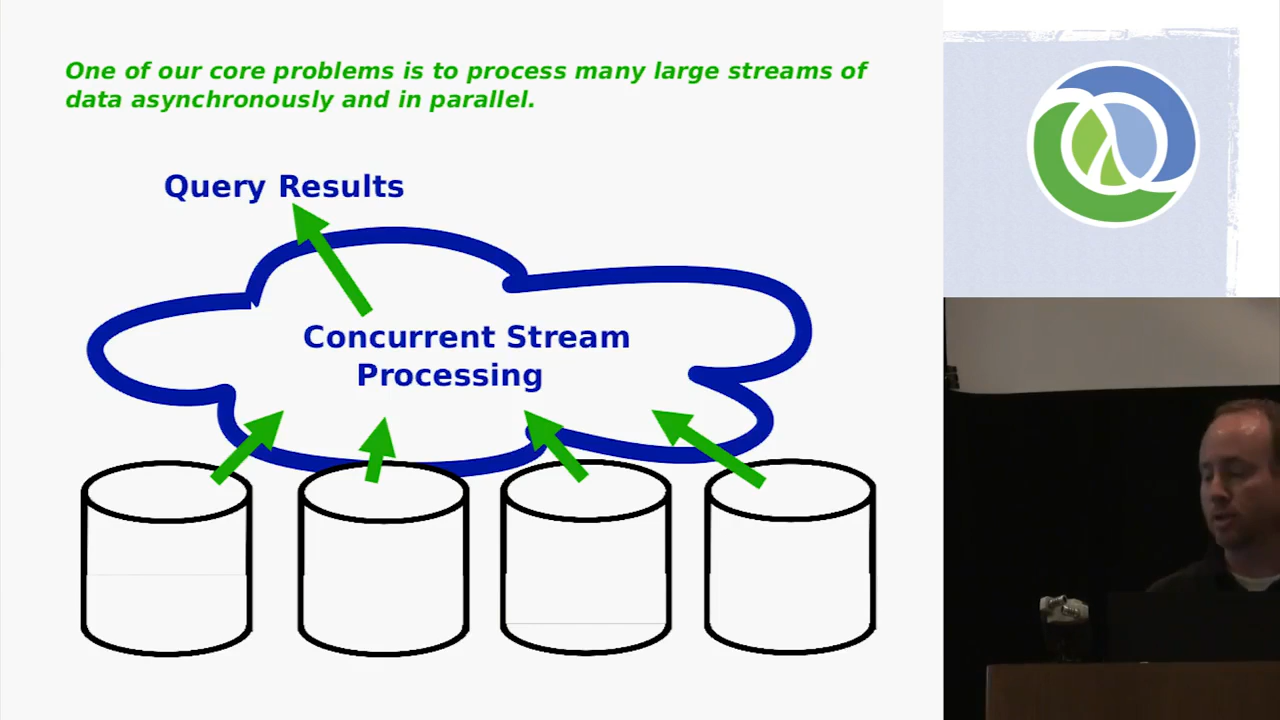 One of our core problems is to process many large streams of
data asynchronously and in parallel.
Query Results
Concurrent Stream
Processing